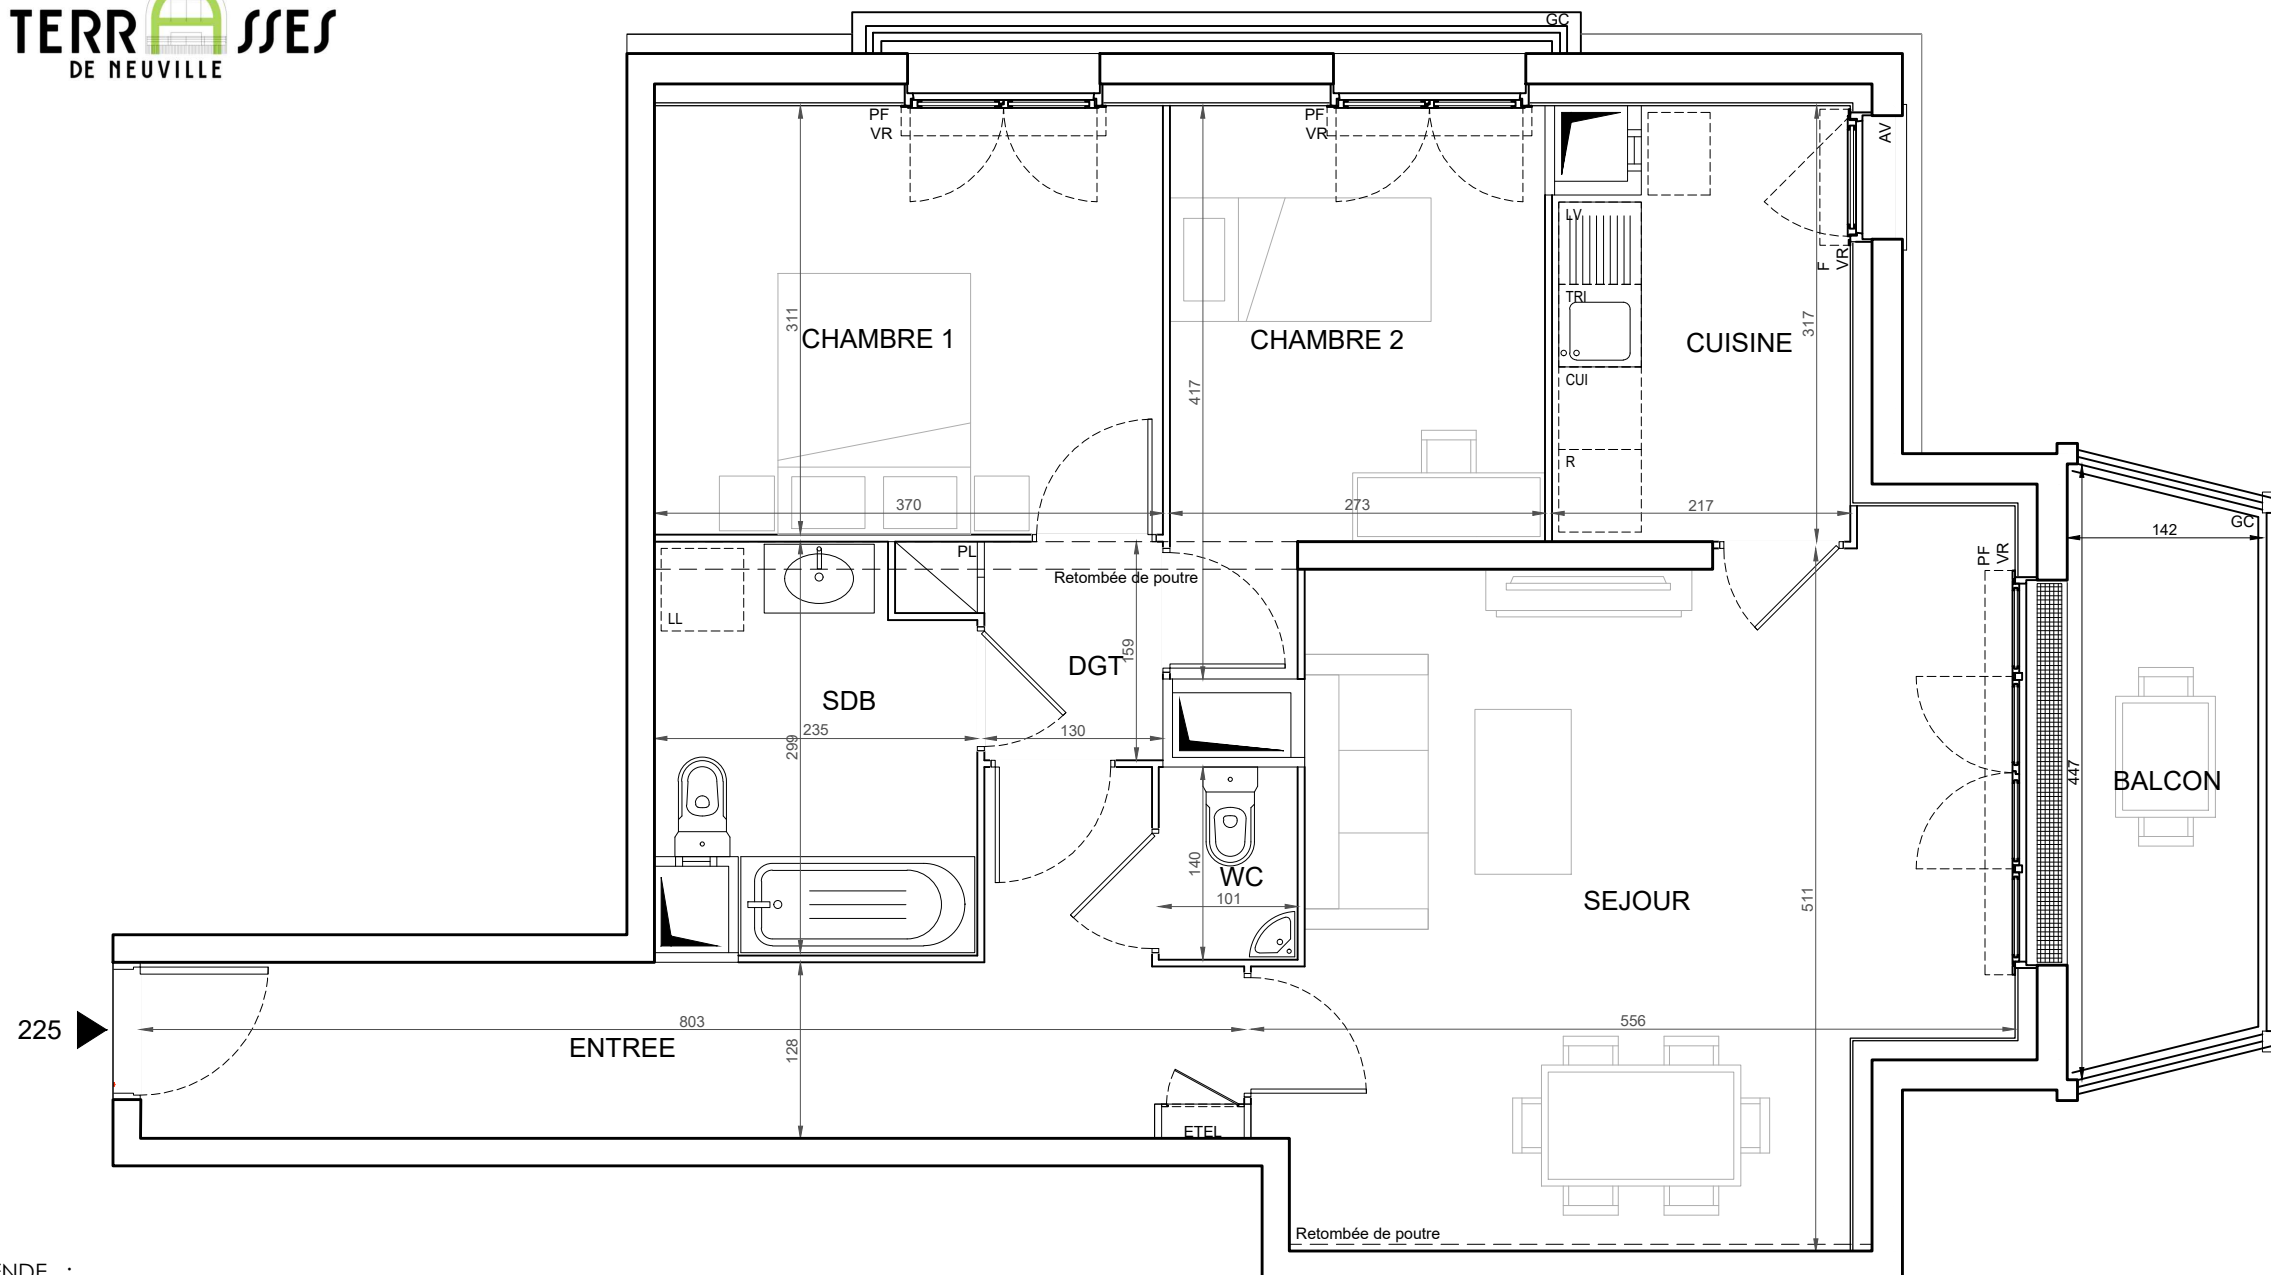 TERRASSES
DE NEUVILLE
GC
PF
VR
PF
VR
AV
LV
F
VR
TRI
311
CHAMBRE 1
CHAMBRE 2
CUISINE
317
417
CUI
R
370
273
217
GC
142
PL
Retombée de poutre
PF
VR
LL
159
DGT
SDB
235
299
130
447
BALCON
140
WC
101
SEJOUR
511
225
803
556
ENTREE
128
ETEL
Retombée de poutre